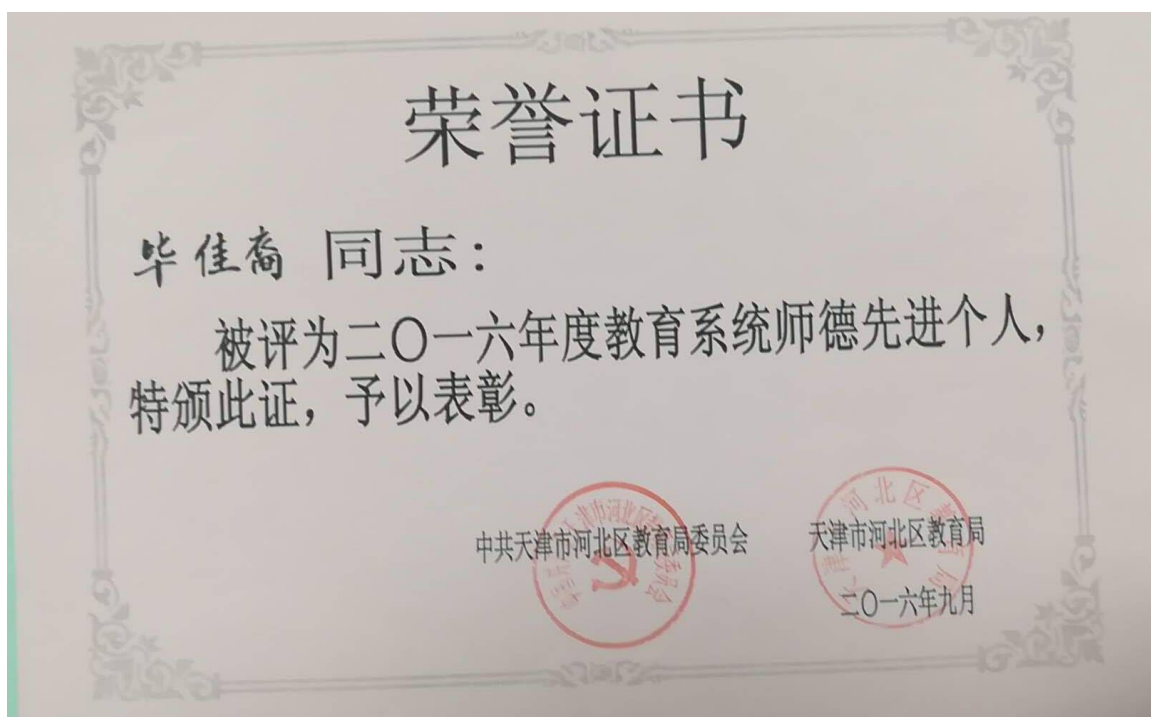 荣誉证书
毕佳裔 同志：
被评为二〇一六年度教育系统师德先进个人，
特颁此证，予以表彰。
中共天津市河北区教育局委员会 天津市河北区教育局
二〇一六年九月